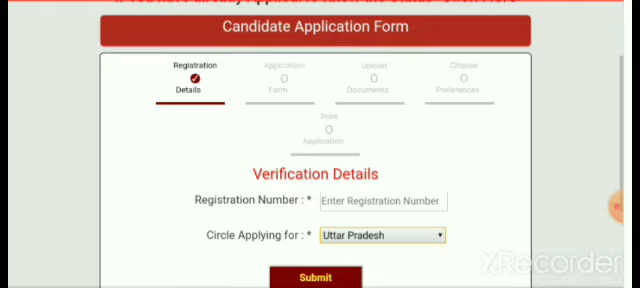 Candidate Application Form
Registration Application Upload Choice
Details Form Documents Preferences
Print
Application
Verification Details
Registration Number : * Enter Registration Number
Circle Applying for : * Uttar Pradesh
Submit
XRecorder